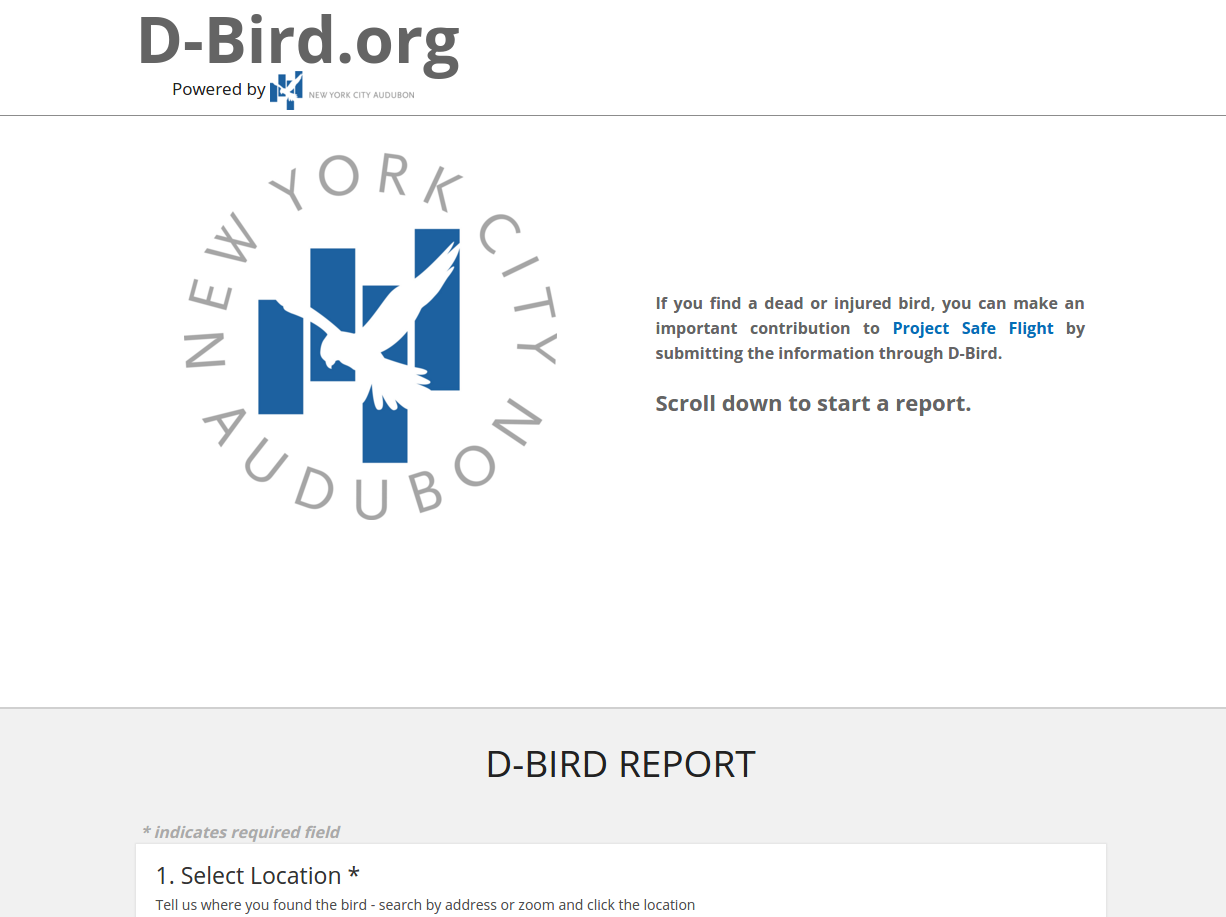 D-Bird.org
Powered by NEW YORK CITY AUDUBON
NEW YORK CITY
AUDUBON
If you find a dead or injured bird, you can make an
important contribution to Project Safe Flight by
submitting the information through D-Bird.
Scroll down to start a report.
D-BIRD REPORT
* indicates required field
1. Select Location *
Tell us where you found the bird - search by address or zoom and click the location